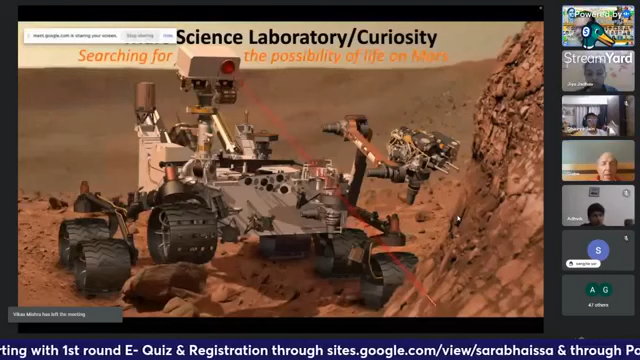 meet.google.com is sharing your screen. Stop sharing Hide
Science Laboratory/Curiosity
Searching for the possibility of life on Mars
Powered by
StreamYard
Jiya Jadhav
S
A G
47 others
Vikas Mishra has left the meeting
rting with 1st round E- Quiz & Registration through sites.google.com/view/sarabhaissa & through Po